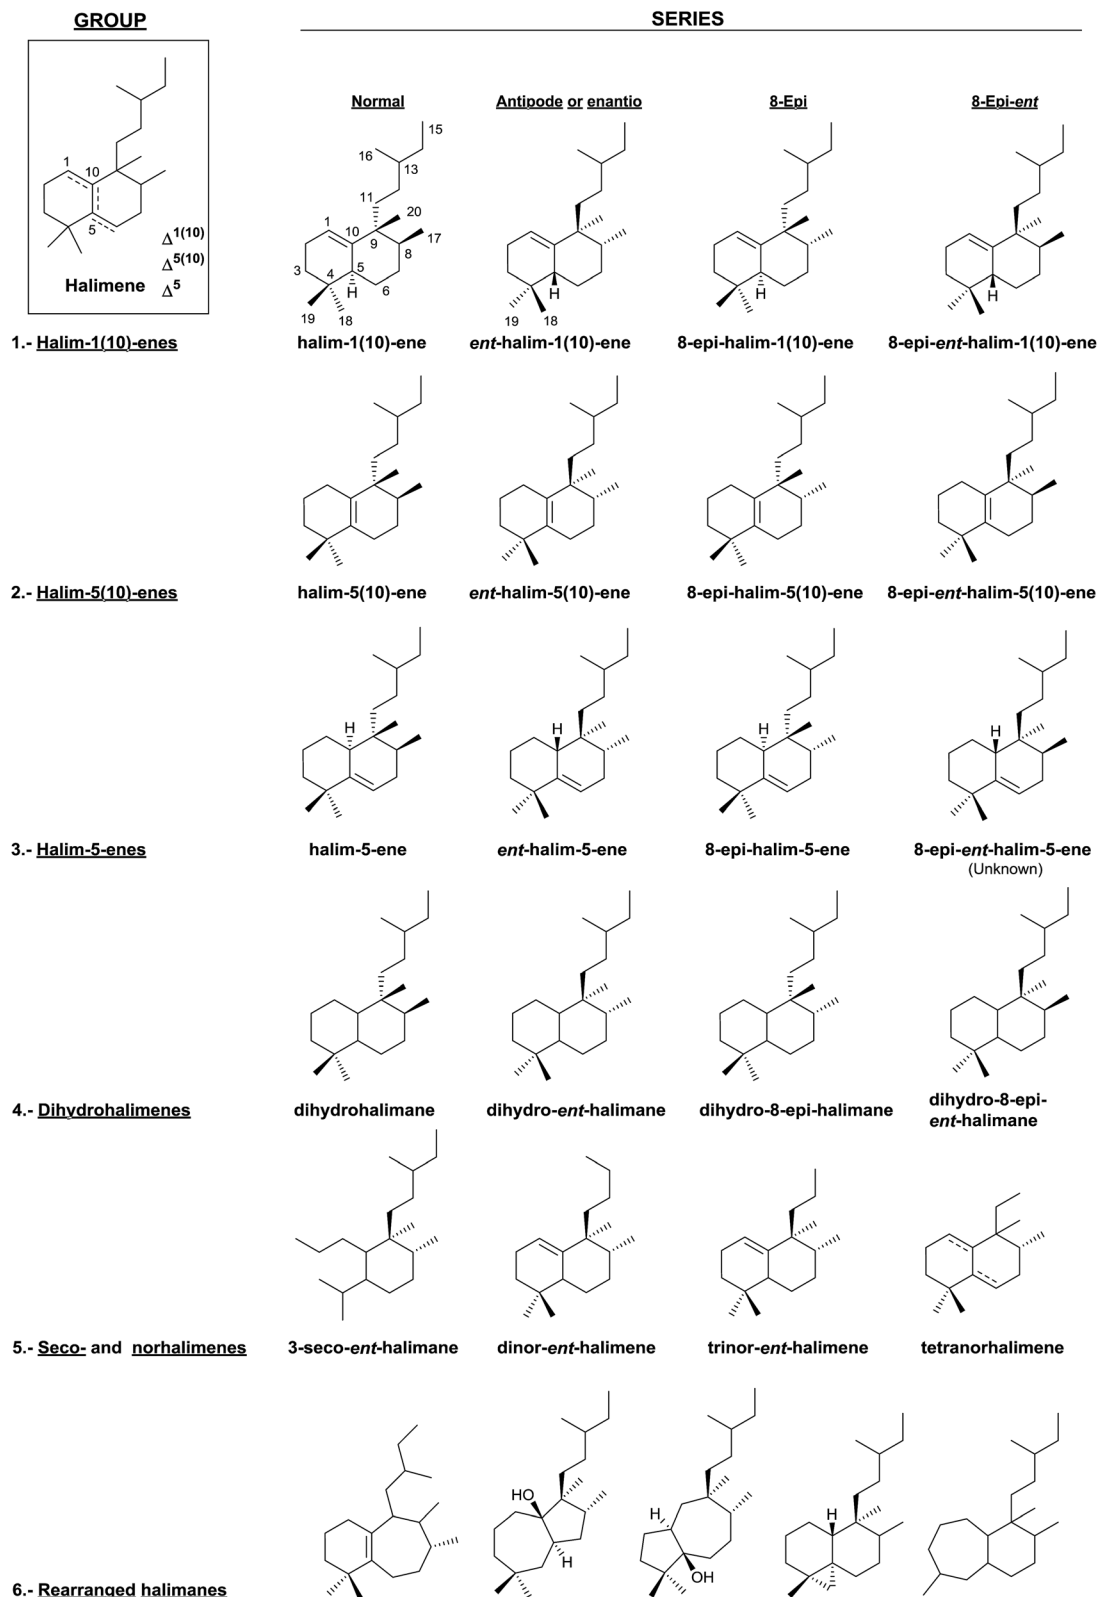 GROUP
SERIES
1
10
5
Δ1(10)
Δ5(10)
Δ5
Halimene
Normal
Antipode or enantio
8-Epi
8-Epi-ent
15
16
13
11
20
1
10
9
17
8
3
4
5
6
H
19
18
H
19
18
H
H
1.- Halim-1(10)-enes
halim-1(10)-ene
ent-halim-1(10)-ene
8-epi-halim-1(10)-ene
8-epi-ent-halim-1(10)-ene
2.- Halim-5(10)-enes
halim-5(10)-ene
ent-halim-5(10)-ene
8-epi-halim-5(10)-ene
8-epi-ent-halim-5(10)-ene
H
H
H
H
3.- Halim-5-enes
halim-5-ene
ent-halim-5-ene
8-epi-halim-5-ene
8-epi-ent-halim-5-ene
(Unknown)
4.- Dihydrohalimenes
dihydrohalimane
dihydro-ent-halimane
dihydro-8-epi-halimane
dihydro-8-epi-
ent-halimane
5.- Seco- and norhalimenes
3-seco-ent-halimane
dinor-ent-halimene
trinor-ent-halimene
tetranorhalimene
HO
H
H
OH
H
6.- Rearranged halimanes